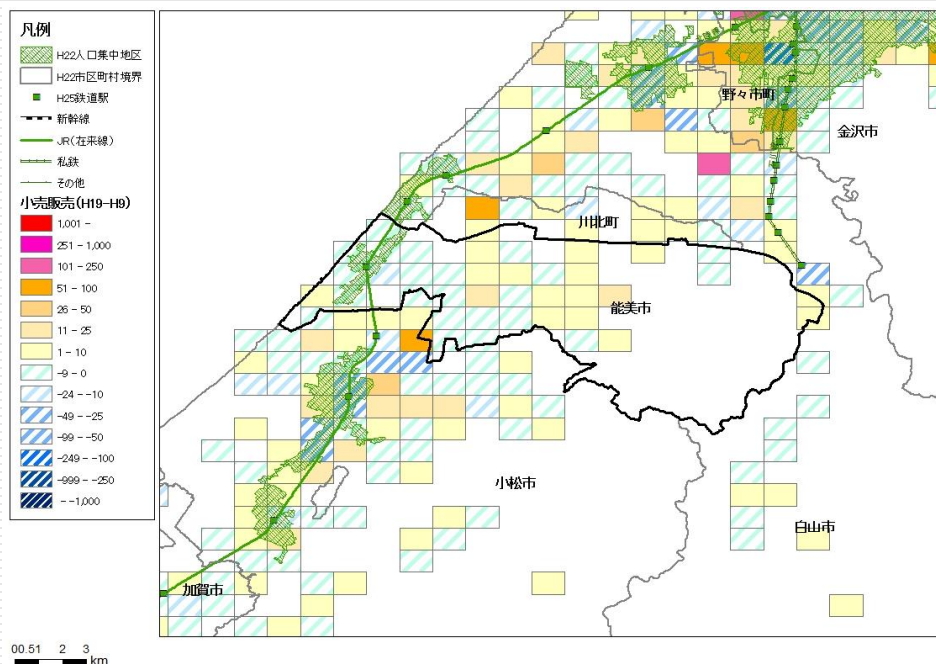 凡例
H22人口集中地区
H22市区町村境界
H25鉄道駅
新幹線
JR(在来線)
私鉄
その他
小売販売(H19-H9)
1,001 -
251 - 1,000
101 - 250
51 - 100
26 - 50
11 - 25
1 - 10
-9 - 0
-24 - -10
-49 - -25
-99 - -50
-249 - -100
-999 - -250
- -1,000
野々市町
金沢市
川北町
能美市
小松市
白山市
加賀市
00.51 2 3
km